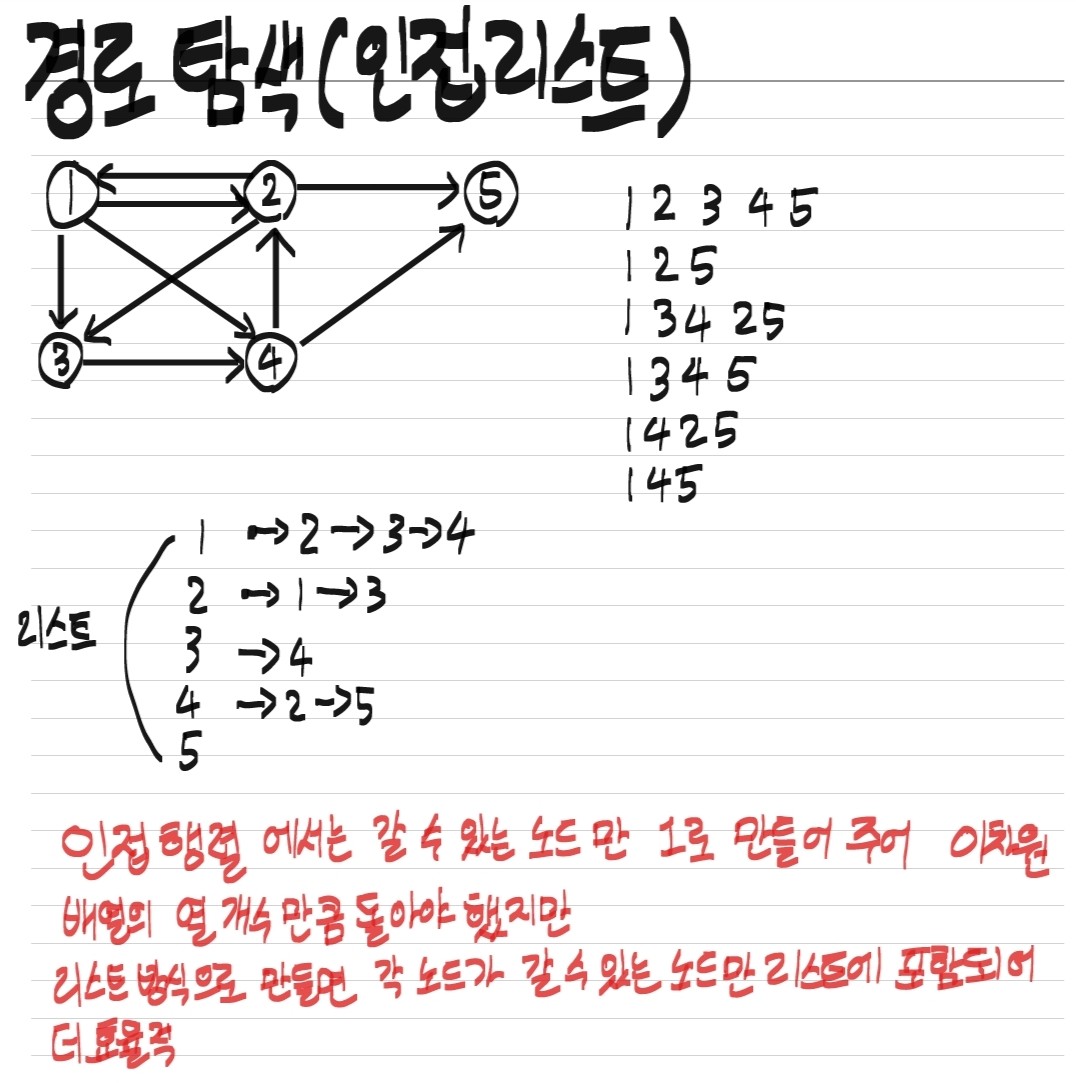 경로 탐색(인접리스트)
1 2 5
3 4
1 2 3 4 5
1 2 5
1 3 4 2 5
1 3 4 5
1 4 2 5
1 4 5
리스트
1 → 2 → 3 → 4
2 → 1 → 3
3 → 4
4 → 2 → 5
5
인접행렬 에서는 갈 수 있는 노드만 1로 만들어 주어 이차원
배열의 열 개수만큼 돌아야 했지만
리스트 방식으로 만들면 각 노드가 갈 수 있는 노드만 리스트에 포함되어
더 효율적